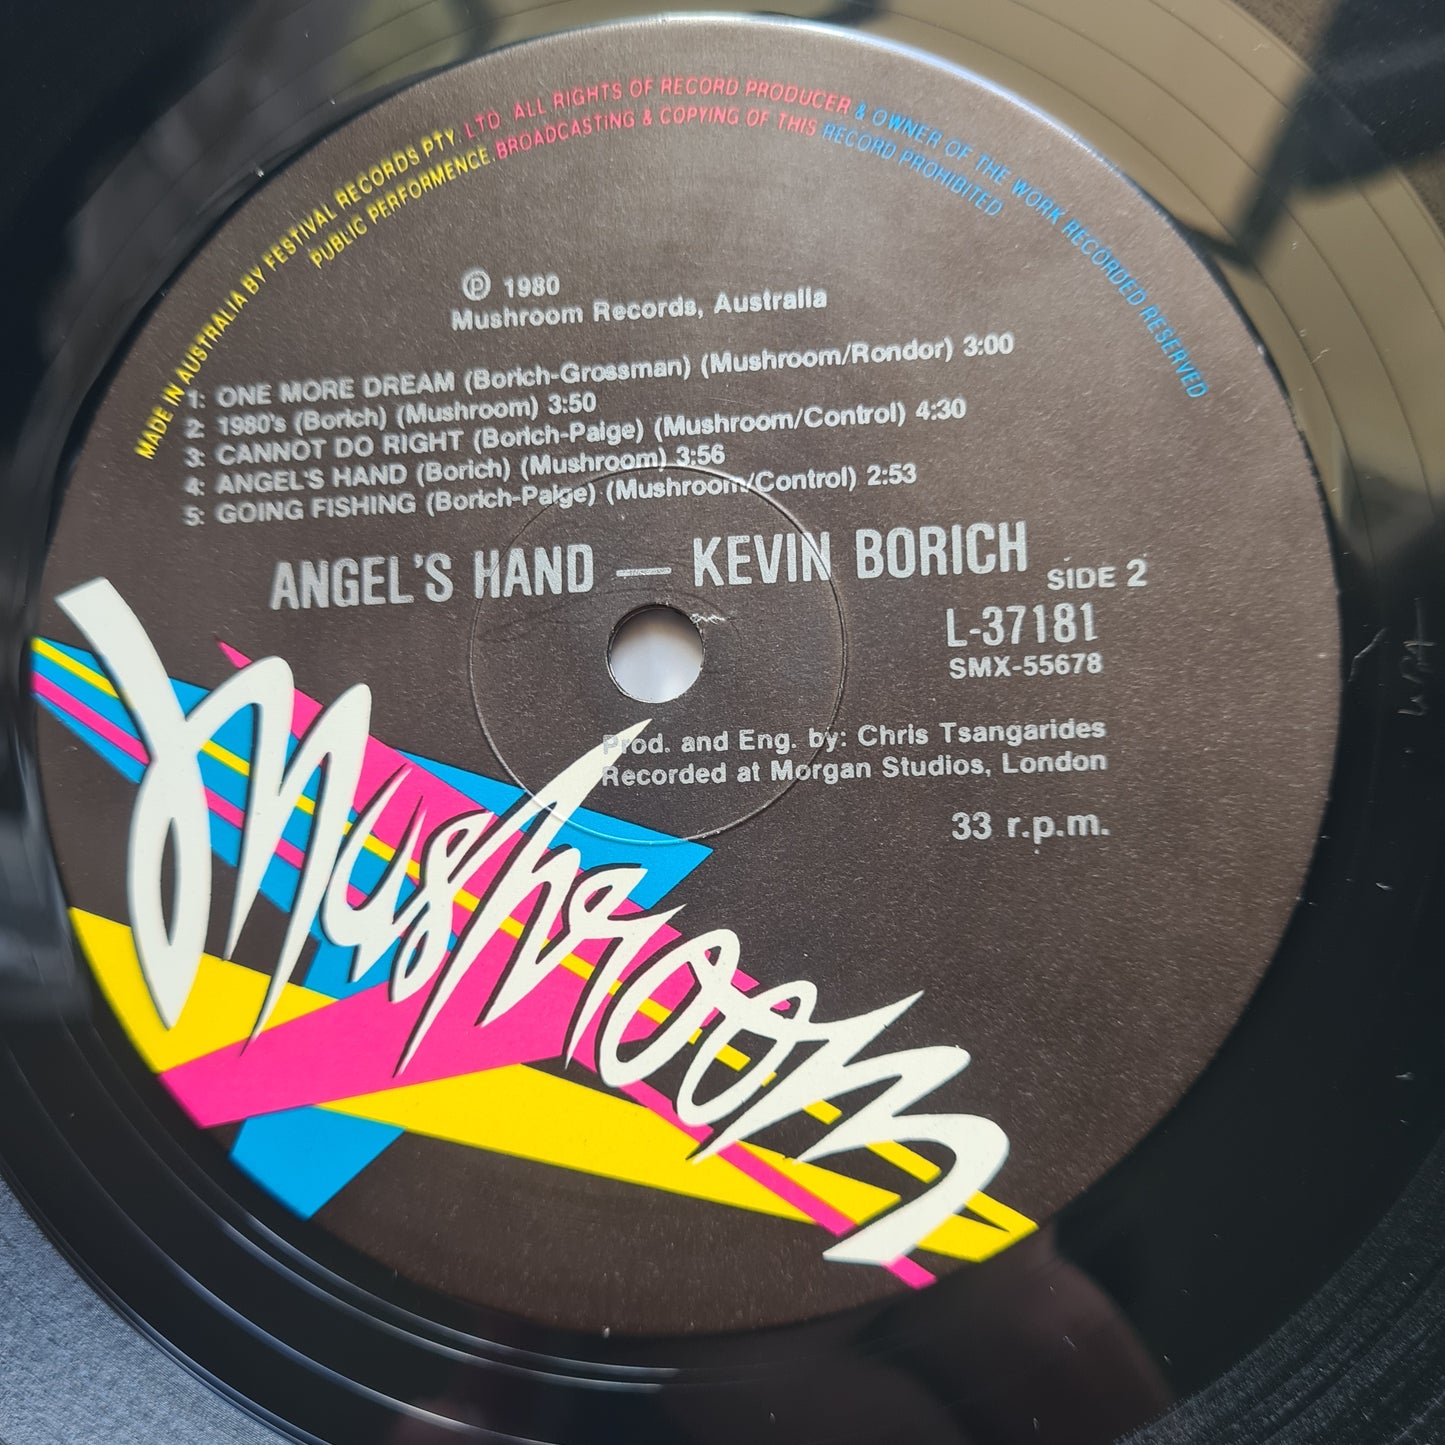 MADE IN AUSTRALIA BY FESTIVAL RECORDS PTY. LTD ALL RIGHTS OF RECORD PRODUCER & OWNER OF THE WORK RECORDED RESERVED
PUBLIC PERFORMENCE. BROADCASTING & COPYING OF THIS RECORD PROHIBITED
℗ 1980
Mushroom Records, Australia
1: ONE MORE DREAM (Borich-Grossman) (Mushroom/Rondor) 3:00
2: 1980's (Borich) (Mushroom) 3:50
3: CANNOT DO RIGHT (Borich-Paige) (Mushroom/Control) 4:30
4: ANGEL'S HAND (Borich) (Mushroom) 3:56
5: GOING FISHING (Borich-Paige) (Mushroom/Control) 2:53
ANGEL'S HAND — KEVIN BORICH
SIDE 2
L-37181
SMX-55678
Prod. and Eng. by: Chris Tsangarides
Recorded at Morgan Studios, London
33 r.p.m.
Mushroom